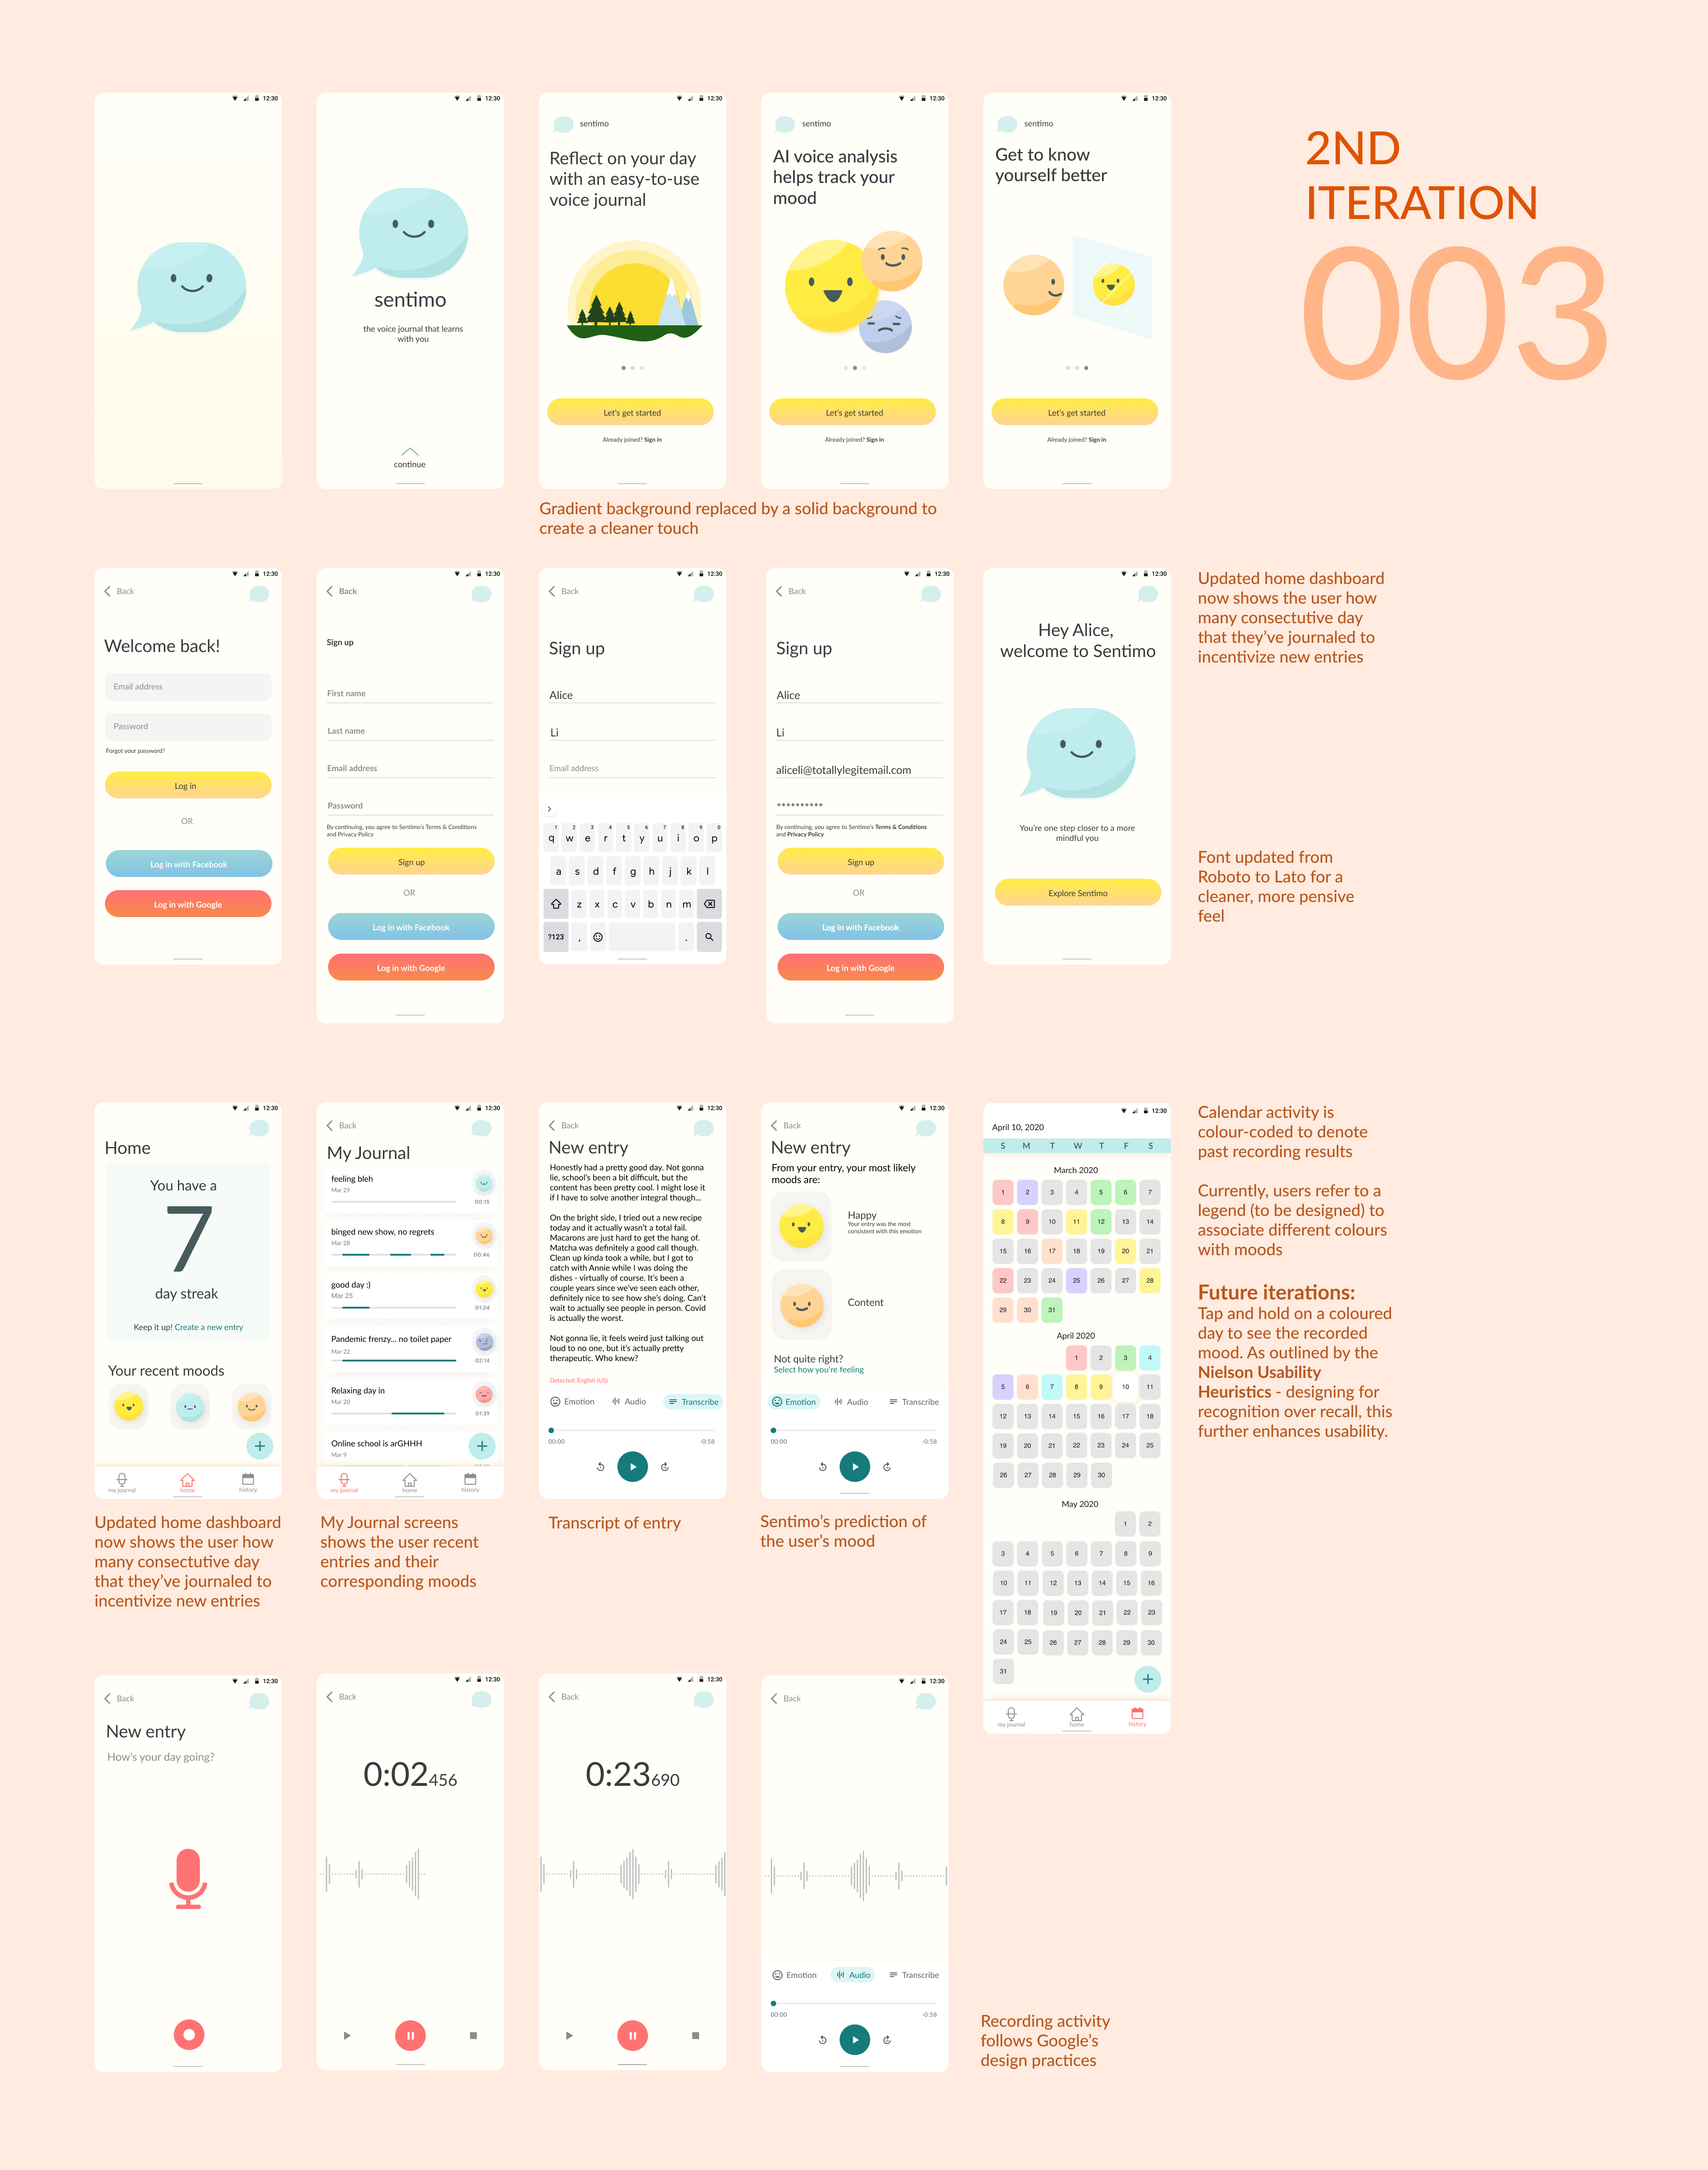 12:30
12:30
sentimo
the voice journal that learns
with you
continue
12:30
sentimo
Reflect on your day
with an easy-to-use
voice journal
Let's get started
Already joined? Sign in
12:30
sentimo
AI voice analysis
helps track your
mood
Let's get started
Already joined? Sign in
12:30
sentimo
Get to know
yourself better
Let's get started
Already joined? Sign in
2ND
ITERATION
003
Gradient background replaced by a solid background to
create a cleaner touch
12:30
Back
Welcome back!
Email address
Password
Forgot your password?
Log in
OR
Log in with Facebook
Log in with Google
12:30
Back
Sign up
First name
Last name
Email address
Password
By continuing, you agree to Sentimo's Terms & Conditions
and Privacy Policy
Sign up
OR
Log in with Facebook
Log in with Google
12:30
Back
Sign up
Alice
Li
Email address
1 2 3 4 5 6 7 8 9 0
q w e r t y u i o p
a s d f g h j k l
z x c v b n m
?123 , .
12:30
Back
Sign up
Alice
Li
aliceli@totallylegitemail.com
**********
By continuing, you agree to Sentimo's Terms & Conditions
and Privacy Policy
Sign up
OR
Log in with Facebook
Log in with Google
12:30
Hey Alice,
welcome to Sentimo
You're one step closer to a more
mindful you
Explore Sentimo
Updated home dashboard
now shows the user how
many consectutive day
that they've journaled to
incentivize new entries
Font updated from
Roboto to Lato for a
cleaner, more pensive
feel
12:30
Home
You have a
7
day streak
Keep it up! Create a new entry
Your recent moods
my journal
home
history
Updated home dashboard
now shows the user how
many consectutive day
that they've journaled to
incentivize new entries
12:30
Back
My Journal
feeling bleh
Mar 29
00:15
binged new show, no regrets
Mar 28
00:46
good day :)
Mar 25
01:24
Pandemic frenzy... no toilet paper
Mar 22
02:14
Relaxing day in
Mar 20
01:39
Online school is arGHHH
Mar 9
my journal
home
history
My Journal screens
shows the user recent
entries and their
corresponding moods
12:30
Back
New entry
Honestly had a pretty good day. Not gonna
lie, school's been a bit difficult, but the
content has been pretty cool. I might lose it
if I have to solve another integral though...
On the bright side, I tried out a new recipe
today and it actually wasn't a total fail.
Macarons are just hard to get the hang of.
Matcha was definitely a good call though.
Clean up kinda took a while, but I got to
catch with Annie while I was doing the
dishes - virtually of course. It's been a
couple years since we've seen each other,
definitely nice to see how she's doing. Can't
wait to actually see people in person. Covid
is actually the worst.
Not gonna lie, it feels weird just talking out
loud to no one, but it's actually pretty
therapeutic. Who knew?
Detected: English (US)
Emotion
Audio
Transcribe
00:00
-0:58
Transcript of entry
12:30
Back
New entry
From your entry, your most likely
moods are:
Happy
Your entry was the most
consistent with this emotion
Content
Not quite right?
Select how you're feeling
Emotion
Audio
Transcribe
00:00
-0:58
Sentimo's prediction of
the user's mood
12:30
April 10, 2020
S M T W T F S
March 2020
1 2 3 4 5 6 7
8 9 10 11 12 13 14
15 16 17 18 19 20 21
22 23 24 25 26 27 28
29 30 31
April 2020
1 2 3 4
5 6 7 8 9 10 11
12 13 14 15 16 17 18
19 20 21 22 23 24 25
26 27 28 29 30
May 2020
1 2
3 4 5 6 7 8 9
10 11 12 13 14 15 16
17 18 19 20 21 22 23
24 25 26 27 28 29 30
31
my journal
home
history
Calendar activity is
colour-coded to denote
past recording results
Currently, users refer to a
legend (to be designed) to
associate different colours
with moods
Future iterations:
Tap and hold on a coloured
day to see the recorded
mood. As outlined by the
Nielson Usability
Heuristics - designing for
recognition over recall, this
further enhances usability.
12:30
Back
New entry
How's your day going?
12:30
Back
0:02456
12:30
Back
0:23690
12:30
Back
Emotion
Audio
Transcribe
00:00
-0:58
Recording activity
follows Google's
design practices